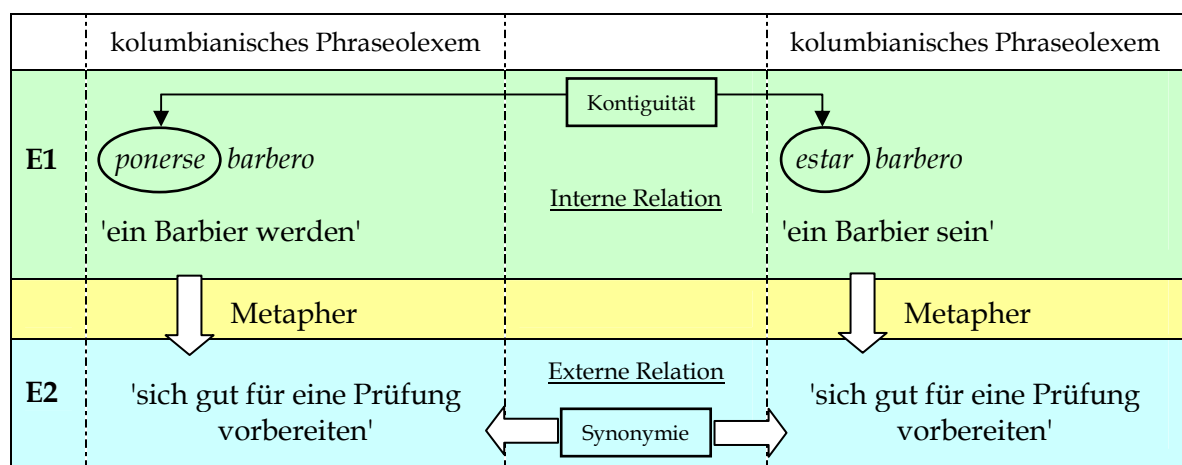 kolumbianisches Phraseolexem
kolumbianisches Phraseolexem
Kontiguität
E1
ponerse barbero
estar barbero
Interne Relation
'ein Barbier werden'
'ein Barbier sein'
Metapher
Metapher
Externe Relation
E2
'sich gut für eine Prüfung
vorbereiten'
'sich gut für eine Prüfung
vorbereiten'
Synonymie